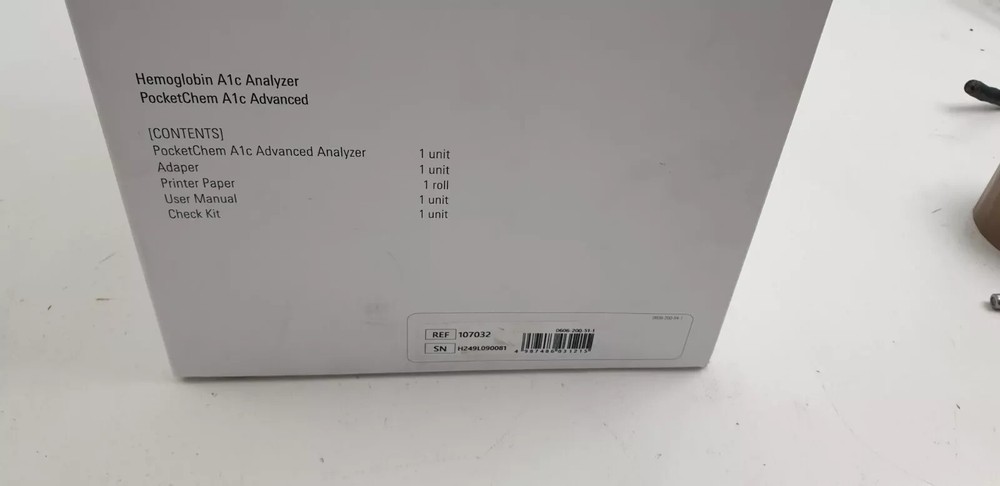 Hemoglobin A1c Analyzer
PocketChem A1c Advanced
[CONTENTS]
PocketChem A1c Advanced Analyzer 1 unit
Adaper 1 unit
Printer Paper 1 roll
User Manual 1 unit
Check Kit 1 unit
REF 107032
SN H249L090081